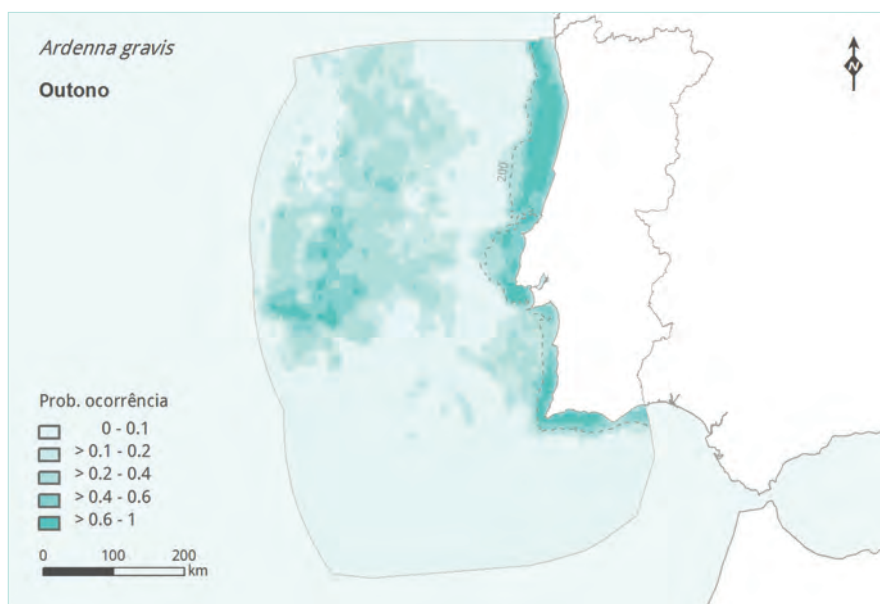 Ardenna gravis
Outono
N
200
Prob. ocorrência
0 - 0.1
> 0.1 - 0.2
> 0.2 - 0.4
> 0.4 - 0.6
> 0.6 - 1
0 100 200
km